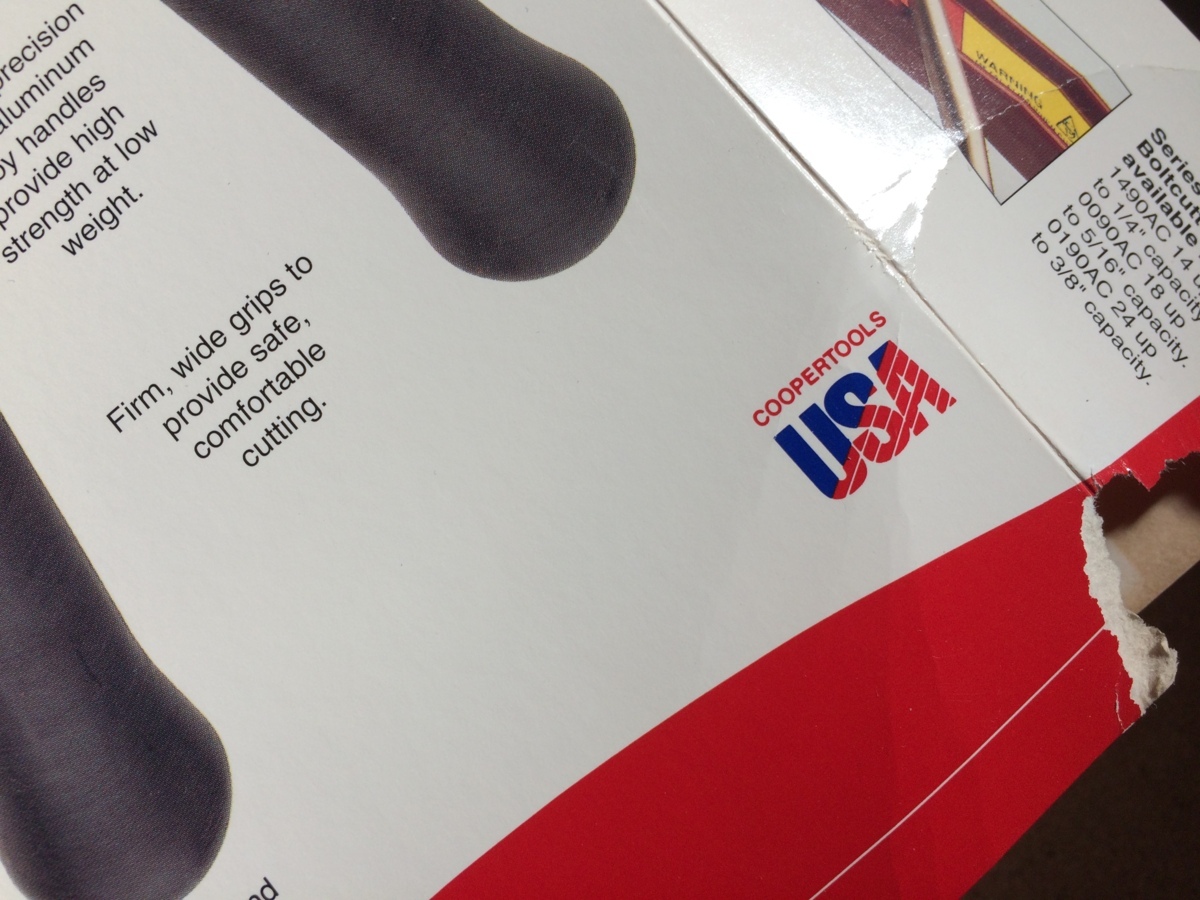 precision
aluminum
handles
provide high
strength at low
weight.
Firm, wide grips to
provide safe,
comfortable
cutting.
COOPERTOOLS
USA
WARNING
Series
available
1490AC 14
to 1/4" capacity
0090AC 18 up
to 5/16" capacity.
0190AC 24 up
to 3/8" capacity.